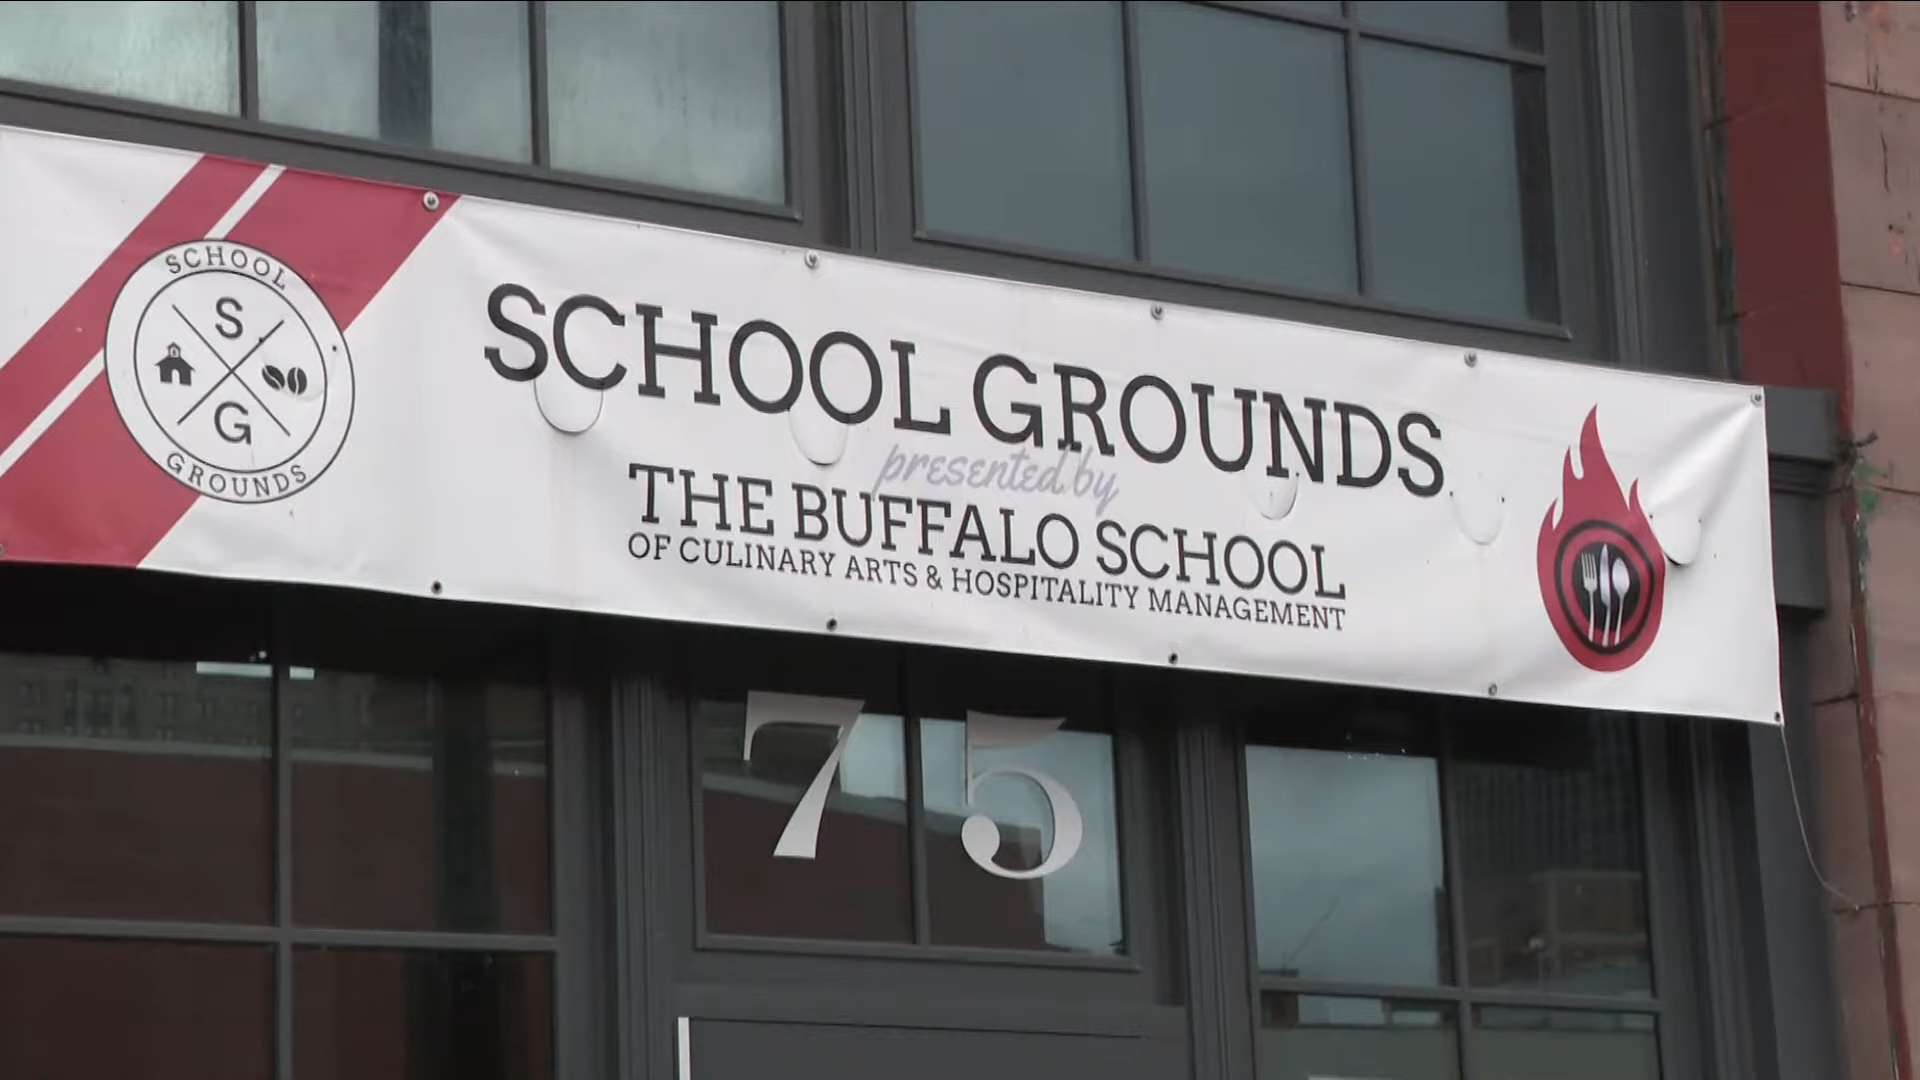 SCHOOL
S
G
GROUNDS
SCHOOL GROUNDS
presented by
THE BUFFALO SCHOOL
OF CULINARY ARTS & HOSPITALITY MANAGEMENT
75